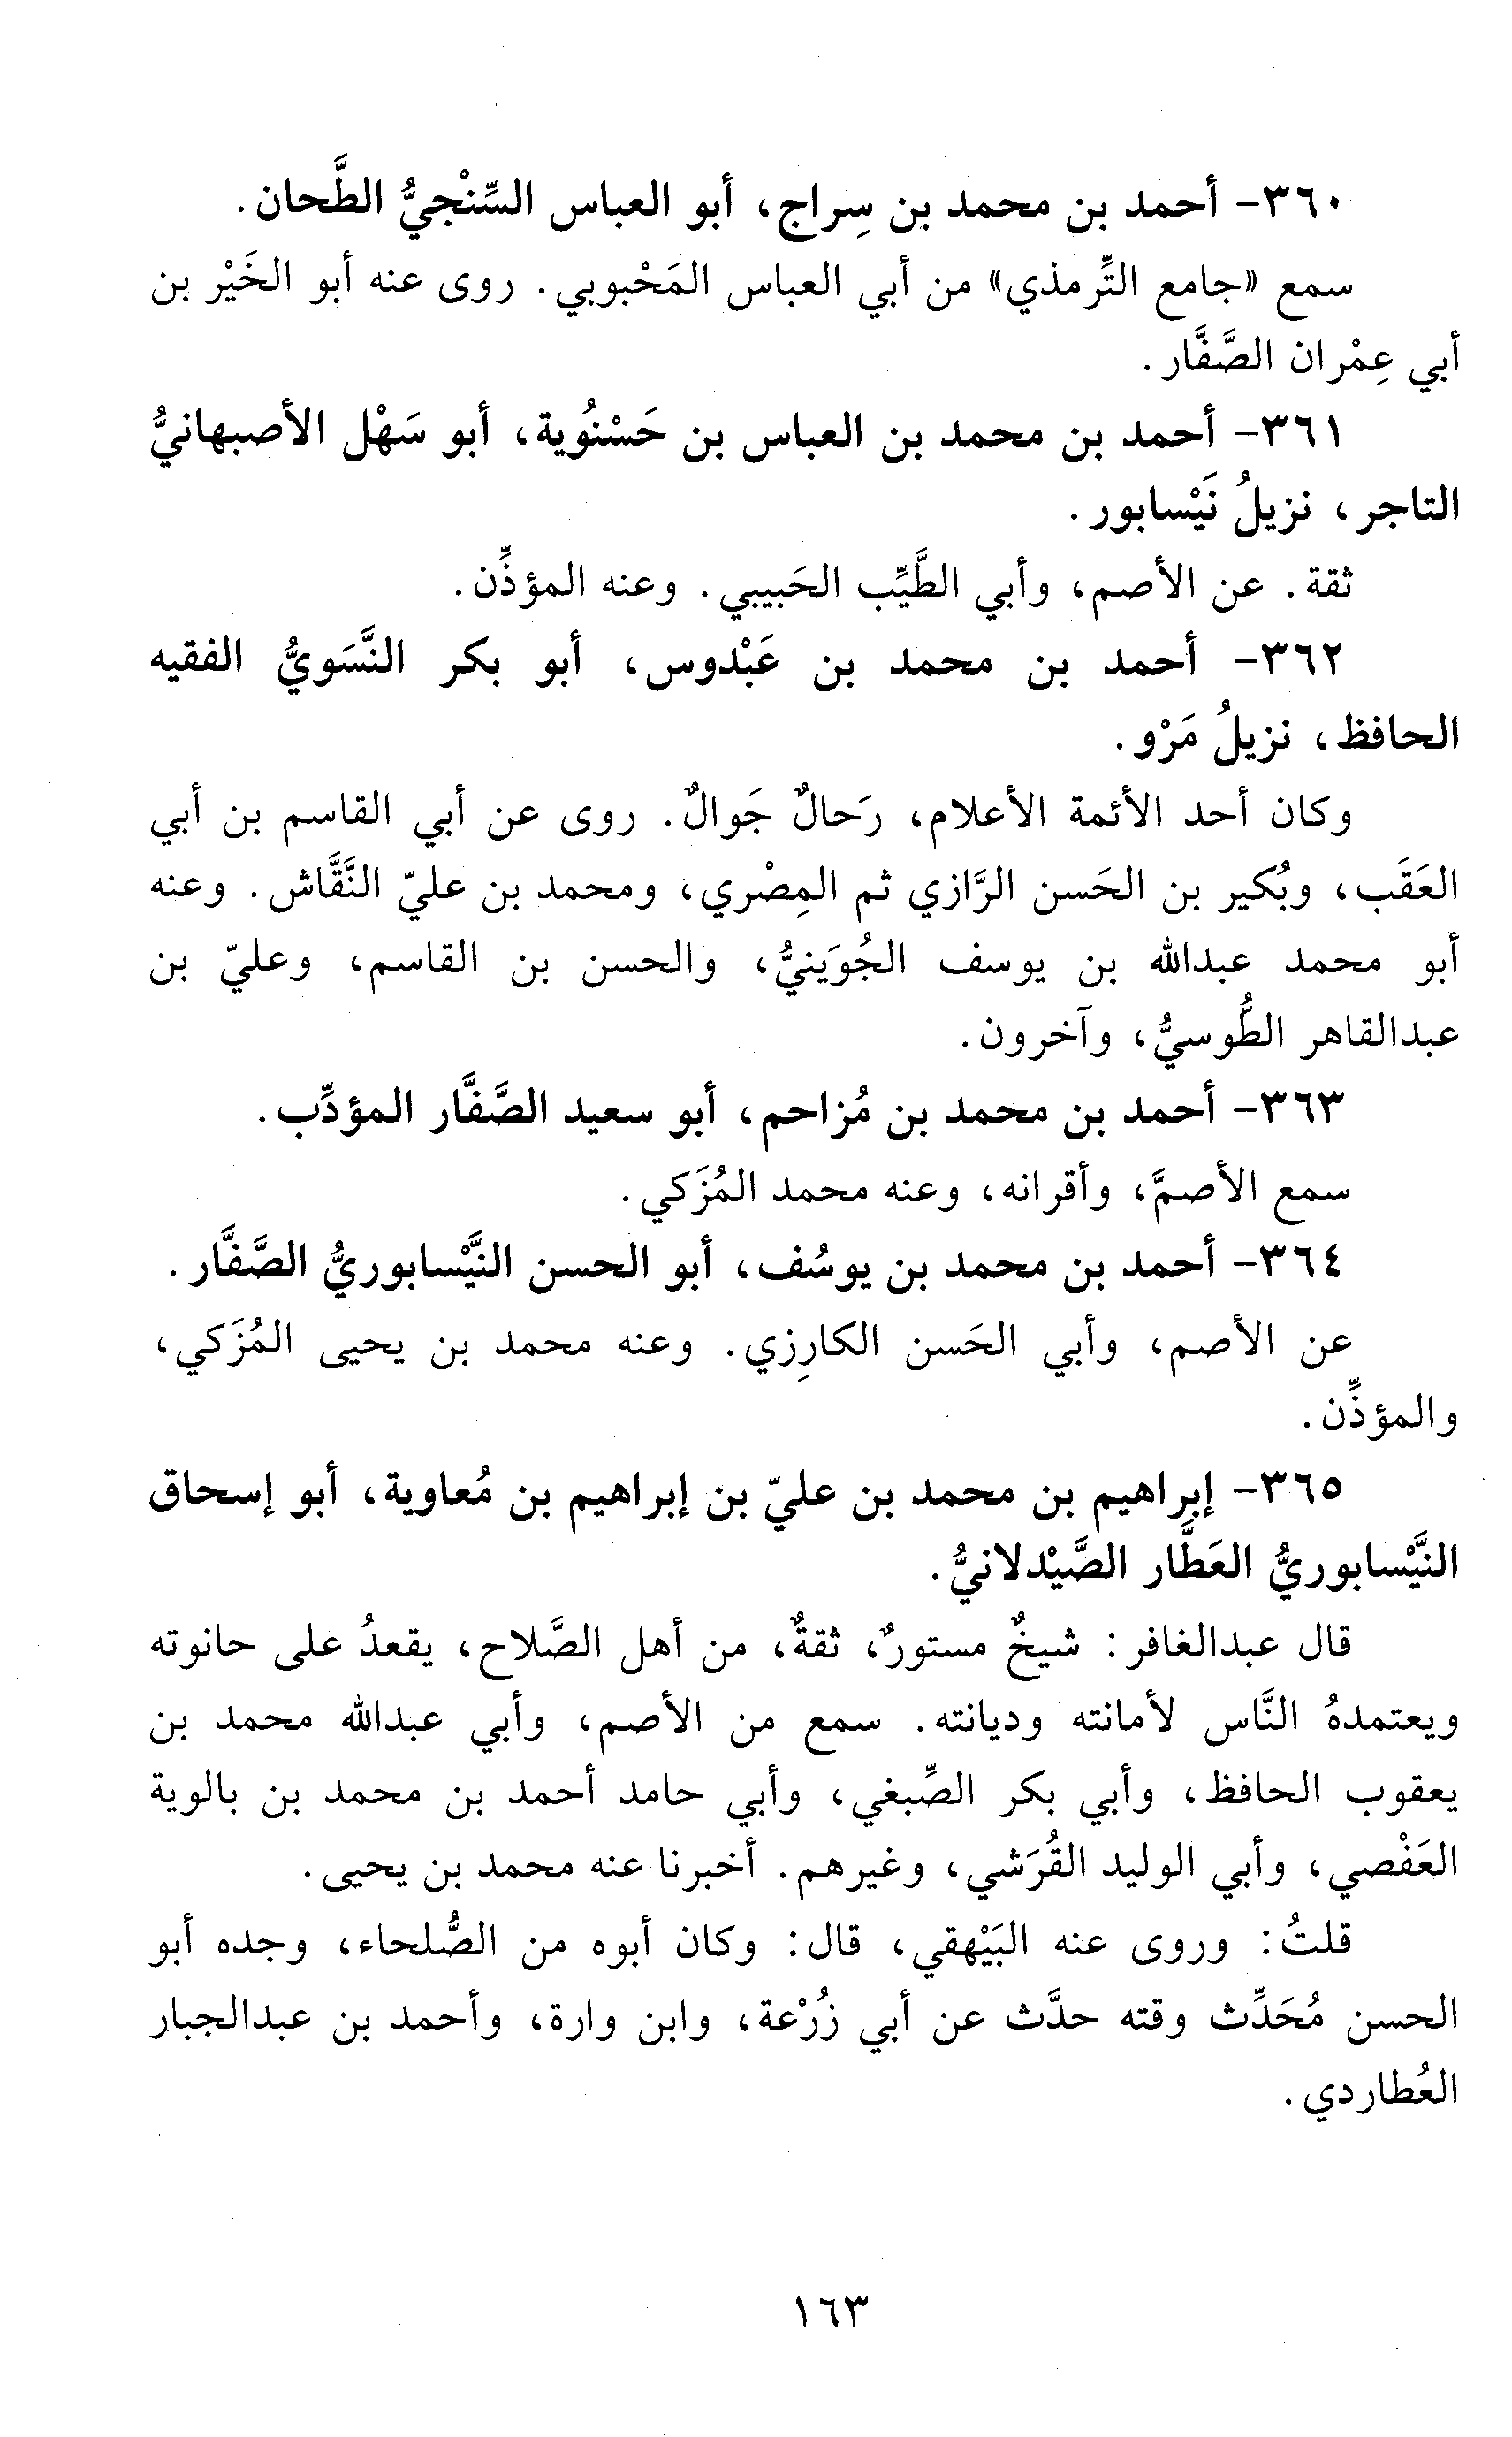 ٣٦٠- أحمد بن محمد بن سِراج، أبو العباس السِّنْجيُّ الطَّحان.
سمع «جامع التِّرمذي» من أبي العباس المَحْبوبي. روى عنه أبو الخَيْر بن
أبي عِمْران الصَّفَّار.
٣٦١- أحمد بن محمد بن العباس بن حَسْنُوية، أبو سَهْل الأصبهانيُّ
التاجر، نزيلُ نَيْسابور.
ثقة. عن الأصم، وأبي الطَّيِّب الحَبيبي. وعنه المؤذِّن.
٣٦٢- أحمد بن محمد بن عَبْدوس، أبو بكر النَّسَويُّ الفقيه
الحافظ، نزيلُ مَرْو.
وكان أحد الأئمة الأعلام، رَحالٌ جَوالٌ. روى عن أبي القاسم بن أبي
العَقَب، وبُكير بن الحَسن الرَّازي ثم المِصْري، ومحمد بن عليّ النَّقَّاش. وعنه
أبو محمد عبدالله بن يوسف الجُوَينيُّ، والحسن بن القاسم، وعليّ بن
عبدالقاهر الطُّوسيُّ، وآخرون.
٣٦٣- أحمد بن محمد بن مُزاحم، أبو سعيد الصَّفَّار المؤدِّب.
سمع الأصمَّ، وأقرانه، وعنه محمد المُزَكي.
٣٦٤- أحمد بن محمد بن يوسُف، أبو الحسن النَّيْسابوريُّ الصَّفَّار.
عن الأصم، وأبي الحَسن الكارِزي. وعنه محمد بن يحيى المُزَكي،
والمؤذِّن.
٣٦٥- إبراهيم بن محمد بن عليّ بن إبراهيم بن مُعاوية، أبو إسحاق
النَّيْسابوريُّ العَطَّار الصَّيْدلانيُّ.
قال عبدالغافر: شيخٌ مستورٌ، ثقةٌ، من أهل الصَّلاح، يقعدُ على حانوته
ويعتمدهُ النَّاس لأمانته وديانته. سمع من الأصم، وأبي عبدالله محمد بن
يعقوب الحافظ، وأبي بكر الصِّبغي، وأبي حامد أحمد بن محمد بن بالوية
العَفْصي، وأبي الوليد القُرَشي، وغيرهم. أخبرنا عنه محمد بن يحيى.
قلتُ: وروى عنه البَيْهقي، قال: وكان أبوه من الصُّلحاء، وجده أبو
الحسن مُحَدِّث وقته حدَّث عن أبي زُرْعة، وابن وارة، وأحمد بن عبدالجبار
العُطاردي.
١٦٣